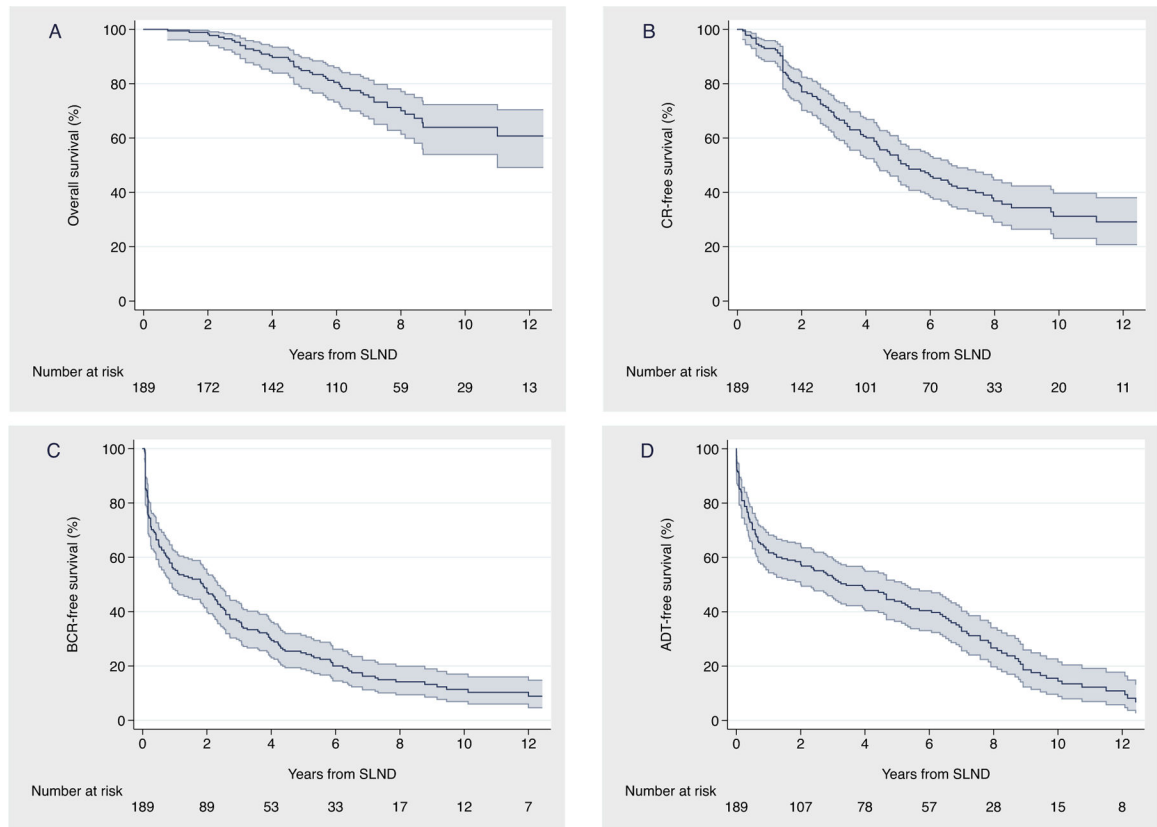 A
Overall survival (%)
100
80
60
40
20
0
0 2 4 6 8 10 12
Years from SLND
Number at risk
189 172 142 110 59 29 13
B
CR-free survival (%)
100
80
60
40
20
0
0 2 4 6 8 10 12
Years from SLND
Number at risk
189 142 101 70 33 20 11
C
BCR-free survival (%)
100
80
60
40
20
0
0 2 4 6 8 10 12
Years from SLND
Number at risk
189 89 53 33 17 12 7
D
ADT-free survival (%)
100
80
60
40
20
0
0 2 4 6 8 10 12
Years from SLND
Number at risk
189 107 78 57 28 15 8